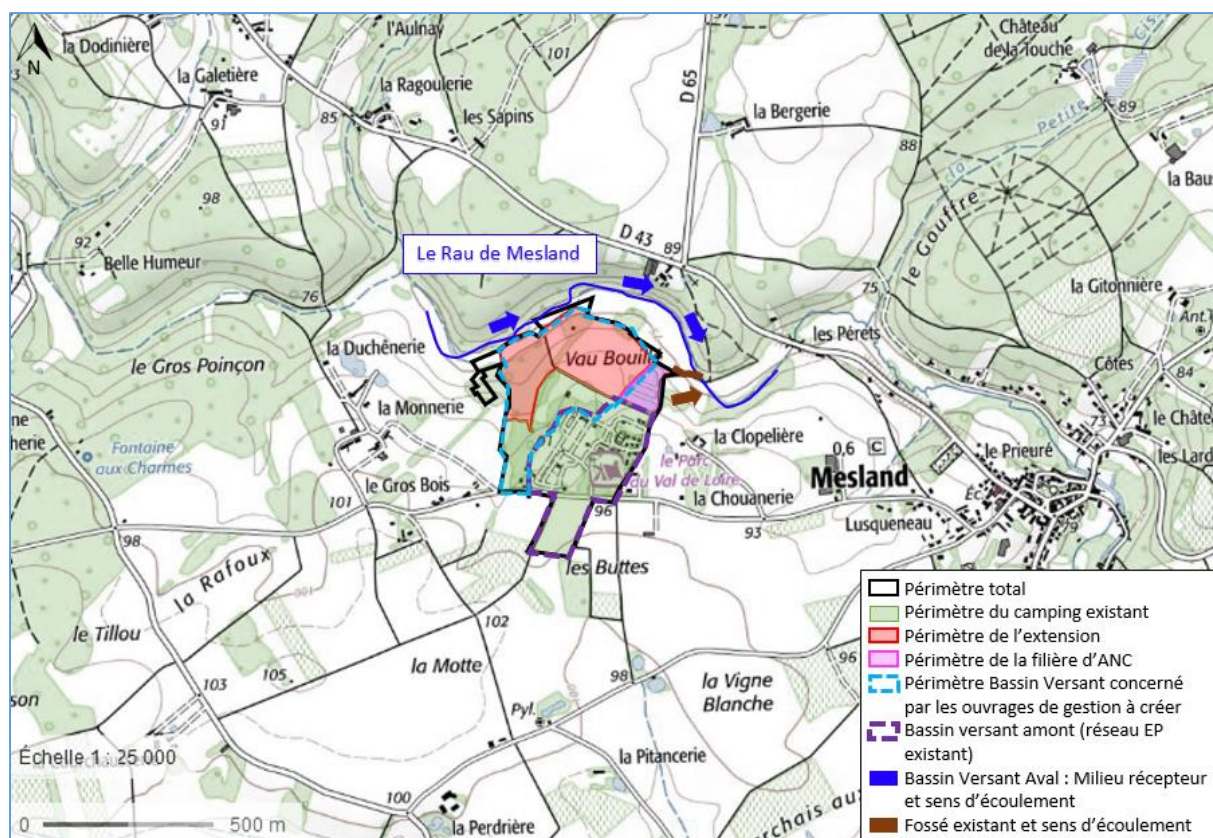 la Dodinière
l'Aulnay
101
Château
de la Touche
N
la Galetière
la Ragoulerie
D 65
la Bergerie
89
91
85
les Sapins
Petite
88
la Baus
98
le Gouffre
92
Belle Humeur
Le Rau de Mesland
D 43
89
76
75
la Gitonnière
Ant.
les Pérets
Côtes
84
la Duchênerie
Vau Bouill
le Gros Poinçon
la Monnerie
73
le Châte
la Clopelière
0,6
C
le Prieuré
les Lard
Fontaine
aux Charmes
le Parc
du Val de Loire
Mesland
Éc.
le Gros Bois
101
la Chouanerie
96
93
Lusqueneau
79
98
la Rafoux
les Buttes
100
le Tillou
102
la Motte
96
105
98
la Vigne
Blanche
103
son
Pyl.
la Pitancerie
Échelle 1 : 25 000
100
la Perdrière
0
500 m
Périmètre total
Périmètre du camping existant
Périmètre de l'extension
Périmètre de la filière d'ANC
Périmètre Bassin Versant concerné
par les ouvrages de gestion à créer
Bassin versant amont (réseau EP
existant)
Bassin Versant Aval : Milieu récepteur
et sens d'écoulement
Fossé existant et sens d'écoulement